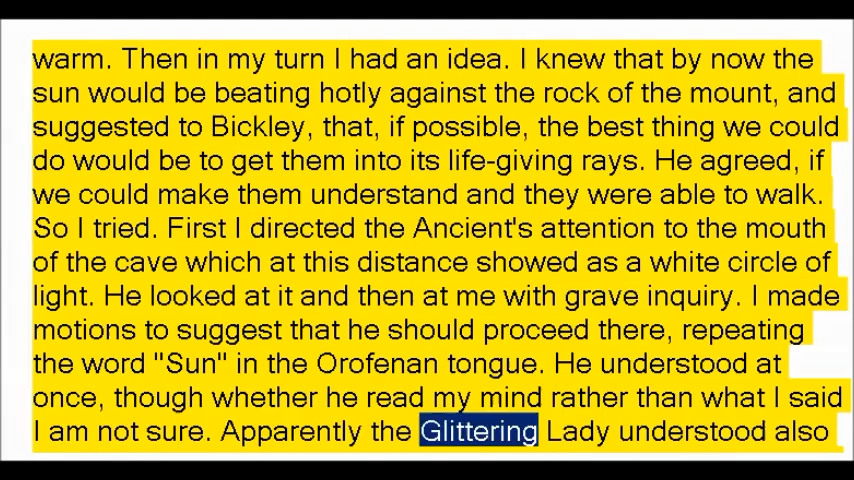 warm. Then in my turn I had an idea. I knew that by now the
sun would be beating hotly against the rock of the mount, and
suggested to Bickley, that, if possible, the best thing we could
do would be to get them into its life-giving rays. He agreed, if
we could make them understand and they were able to walk.
So I tried. First I directed the Ancient's attention to the mouth
of the cave which at this distance showed as a white circle of
light. He looked at it and then at me with grave inquiry. I made
motions to suggest that he should proceed there, repeating
the word "Sun" in the Orofenan tongue. He understood at
once, though whether he read my mind rather than what I said
I am not sure. Apparently the Glittering Lady understood also